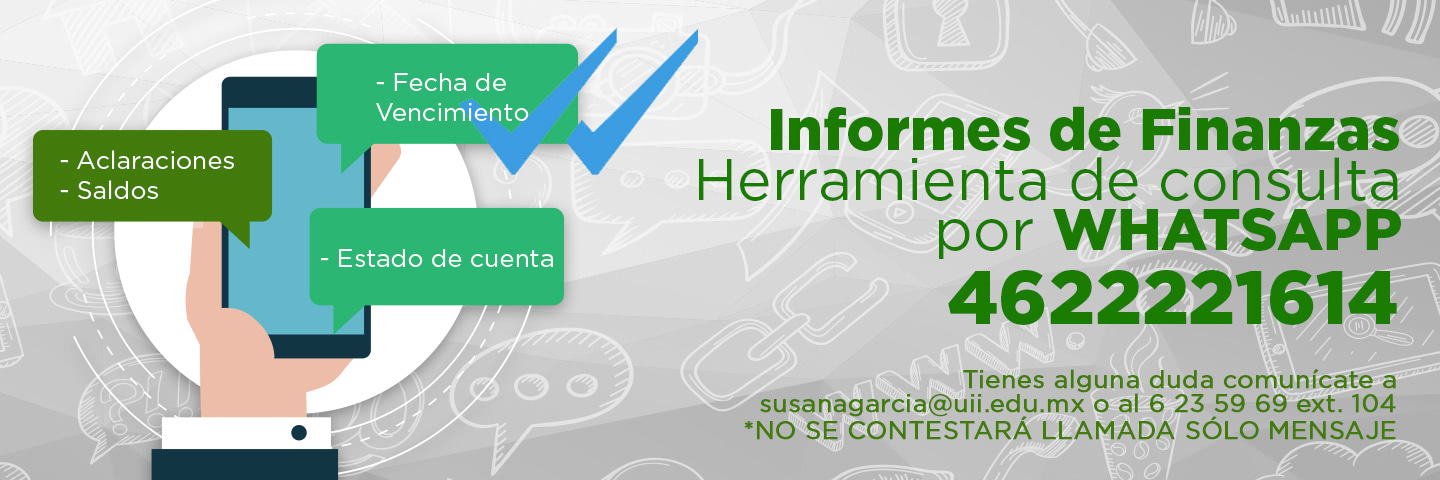 - Aclaraciones
- Saldos
- Fecha de
Vencimiento
- Estado de cuenta
Informes de Finanzas
Herramienta de consulta
por WHATSAPP
4622221614
Tienes alguna duda comunícate a
susanagarcia@uii.edu.mx o al 6 23 59 69 ext. 104
*NO SE CONTESTARÁ LLAMADA SÓLO MENSAJE
WWW.